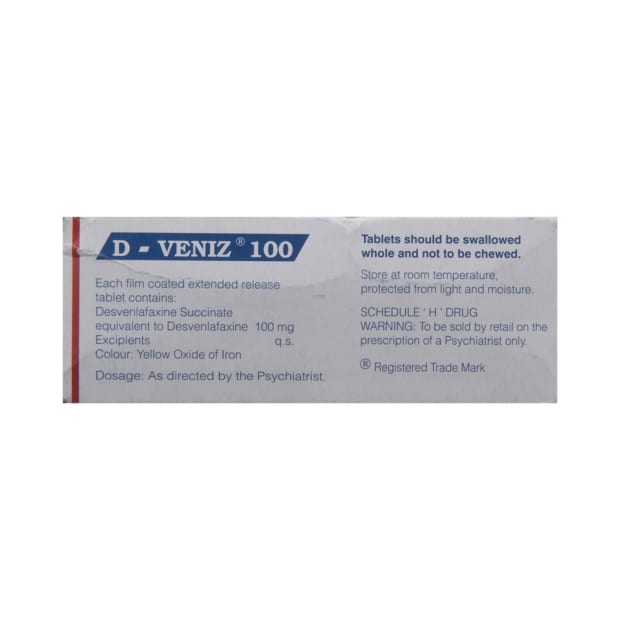 D - VENIZ ® 100
Each film coated extended release
tablet contains:
Desvenlafaxine Succinate
equivalent to Desvenlafaxine 100 mg
Excipients q.s.
Colour: Yellow Oxide of Iron
Dosage: As directed by the Psychiatrist.
Tablets should be swallowed
whole and not to be chewed.
Store at room temperature,
protected from light and moisture.
SCHEDULE ‘ H ’ DRUG
WARNING: To be sold by retail on the
prescription of a Psychiatrist only.
® Registered Trade Mark